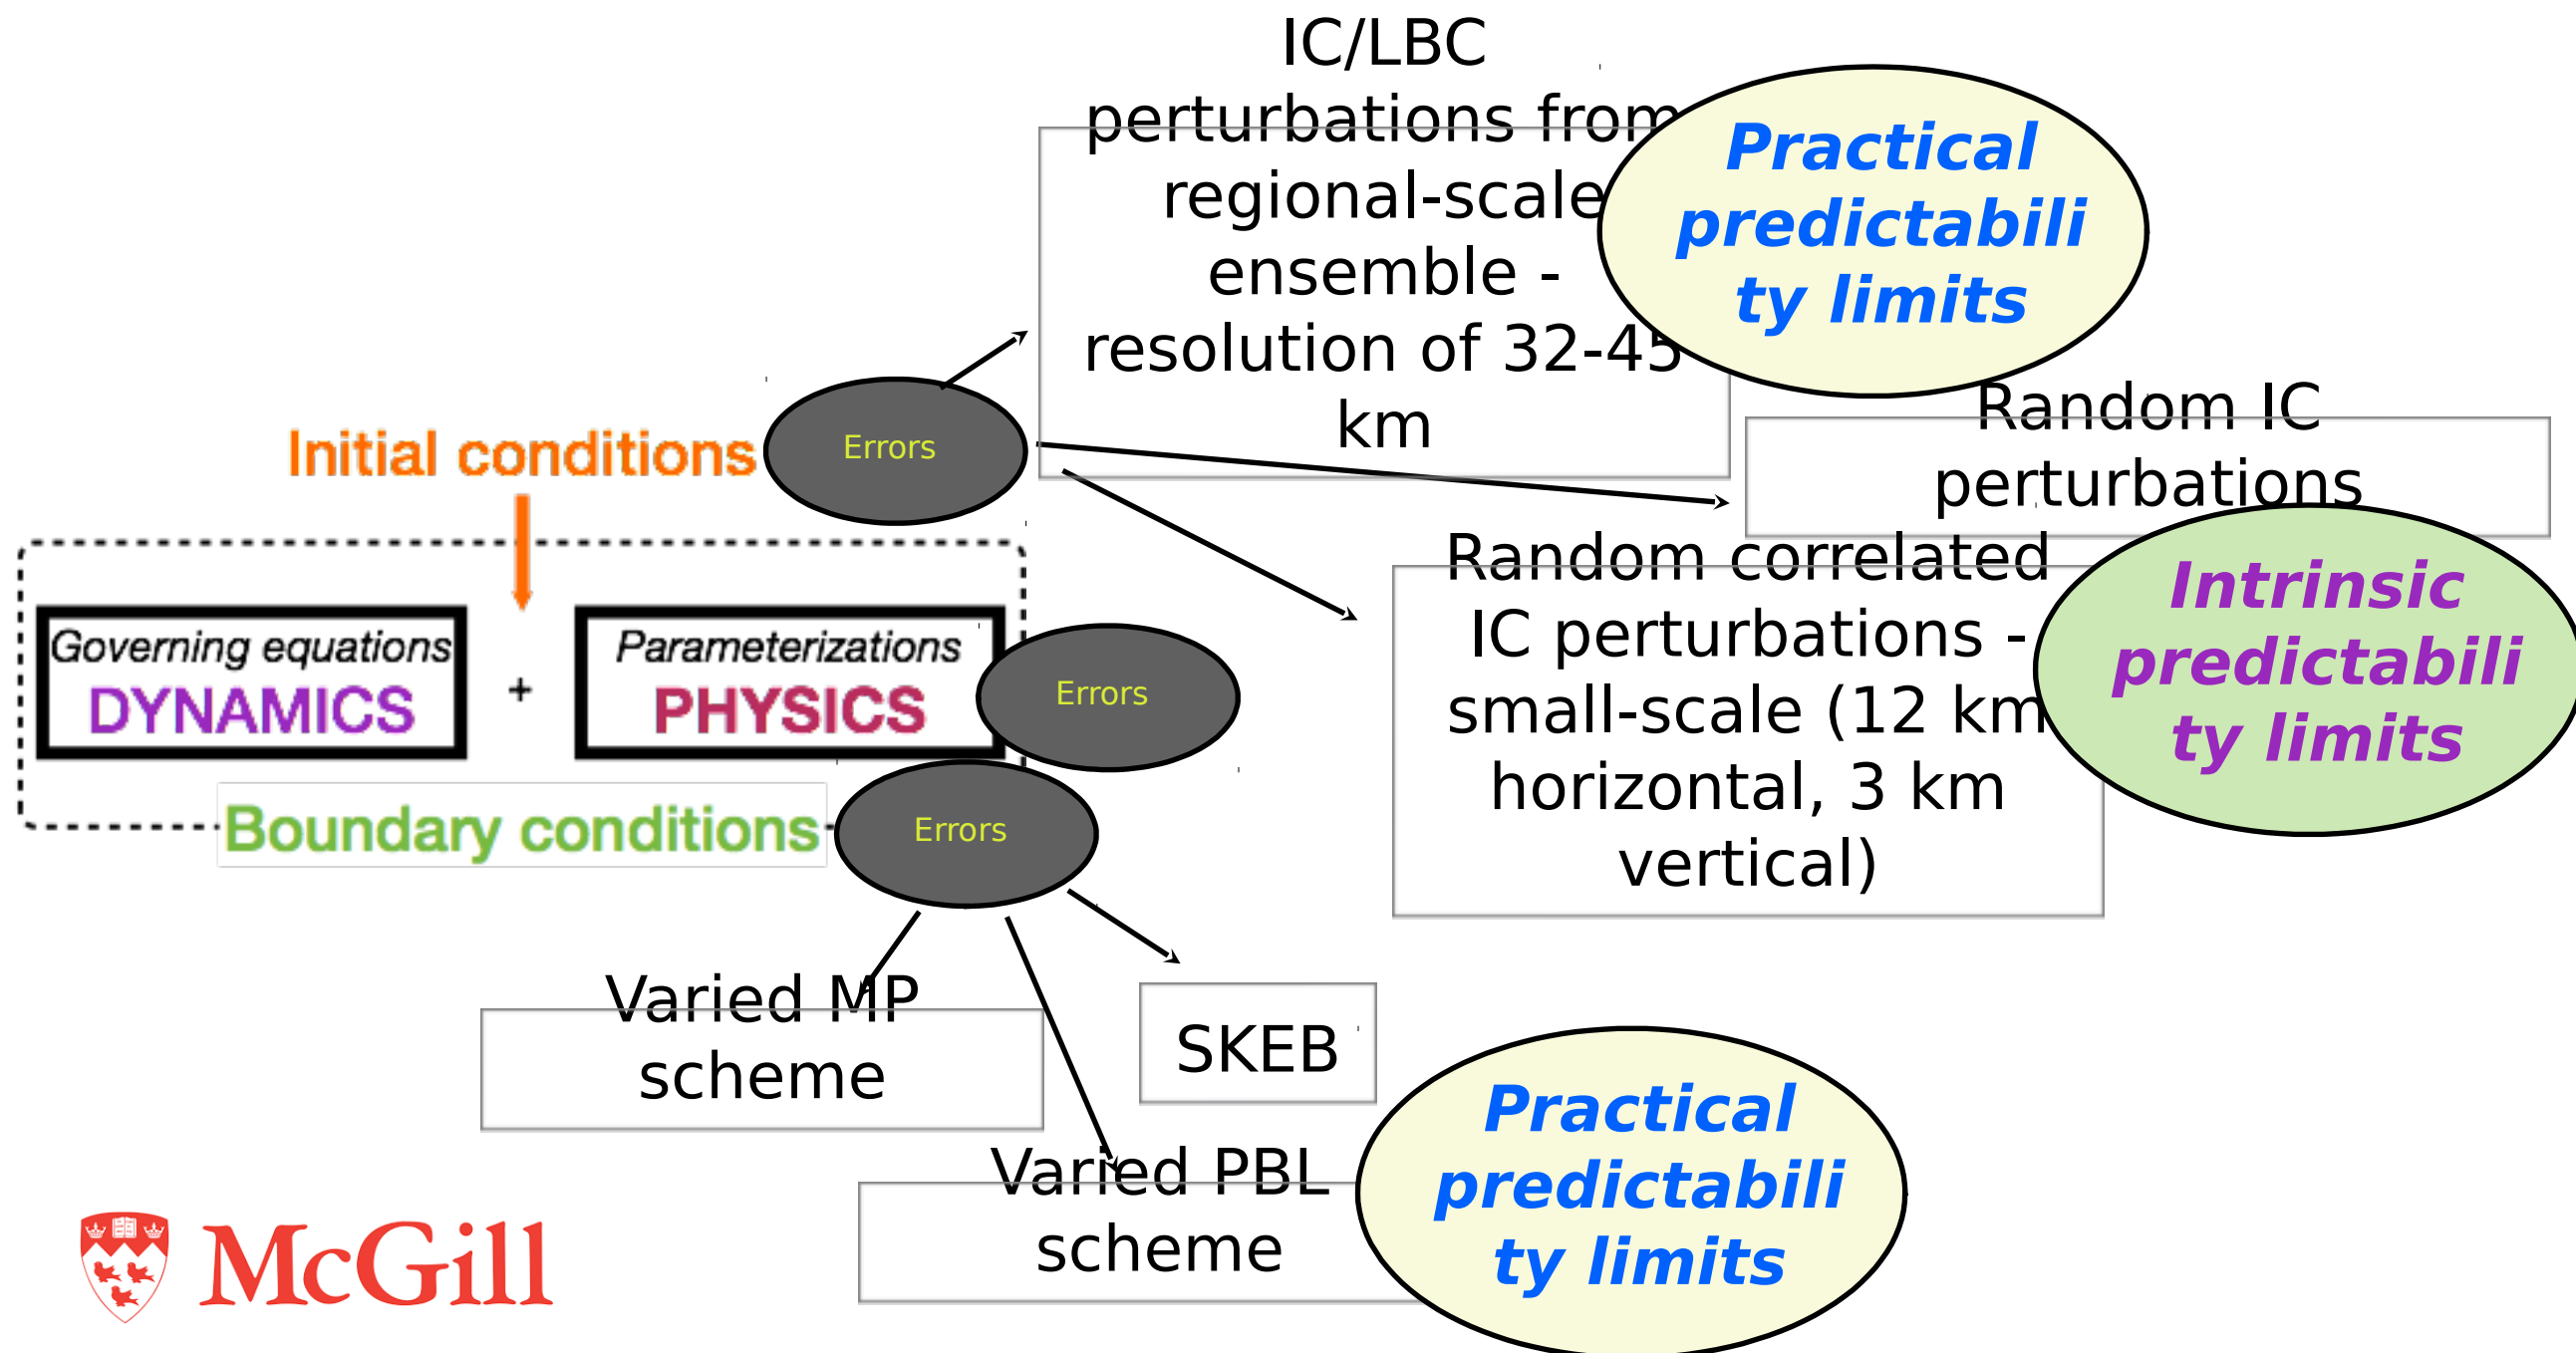 IC/LBC
perturbations from
regional-scale
ensemble -
resolution of 32-45
km
Practical
predictabili
ty limits
Initial conditions
Errors
Random IC
perturbations
Random correlated
IC perturbations -
small-scale (12 km
horizontal, 3 km
vertical)
Intrinsic
predictabili
ty limits
Governing equations
DYNAMICS
+
Parameterizations
PHYSICS
Errors
Boundary conditions
Errors
Varied MP
scheme
SKEB
Varied PBL
scheme
Practical
predictabili
ty limits
McGill